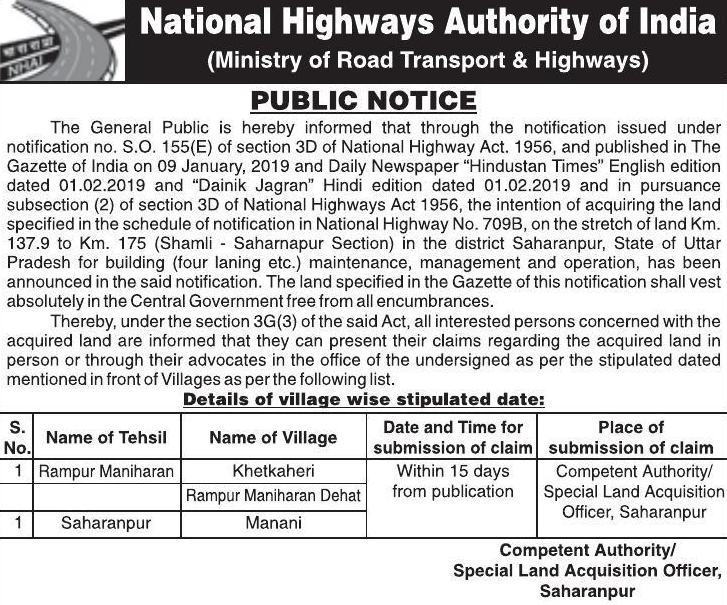 National Highways Authority of India
(Ministry of Road Transport & Highways)
NHAI
PUBLIC NOTICE
The General Public is hereby informed that through the notification issued under
notification no. S.O. 155(E) of section 3D of National Highway Act. 1956, and published in The
Gazette of India on 09 January, 2019 and Daily Newspaper “Hindustan Times” English edition
dated 01.02.2019 and “Dainik Jagran” Hindi edition dated 01.02.2019 and in pursuance
subsection (2) of section 3D of National Highways Act 1956, the intention of acquiring the land
specified in the schedule of notification in National Highway No. 709B, on the stretch of land Km.
137.9 to Km. 175 (Shamli - Saharnapur Section) in the district Saharanpur, State of Uttar
Pradesh for building (four laning etc.) maintenance, management and operation, has been
announced in the said notification. The land specified in the Gazette of this notification shall vest
absolutely in the Central Government free from all encumbrances.
Thereby, under the section 3G(3) of the said Act, all interested persons concerned with the
acquired land are informed that they can present their claims regarding the acquired land in
person or through their advocates in the office of the undersigned as per the stipulated dated
mentioned in front of Villages as per the following list.
Details of village wise stipulated date:
S. No. Name of Tehsil Name of Village Date and Time for submission of claim Place of submission of claim
1 Rampur Maniharan Khetkaheri Within 15 days from publication Competent Authority/ Special Land Acquisition Officer, Saharanpur
Rampur Maniharan Dehat
1 Saharanpur Manani
Competent Authority/
Special Land Acquisition Officer,
Saharanpur